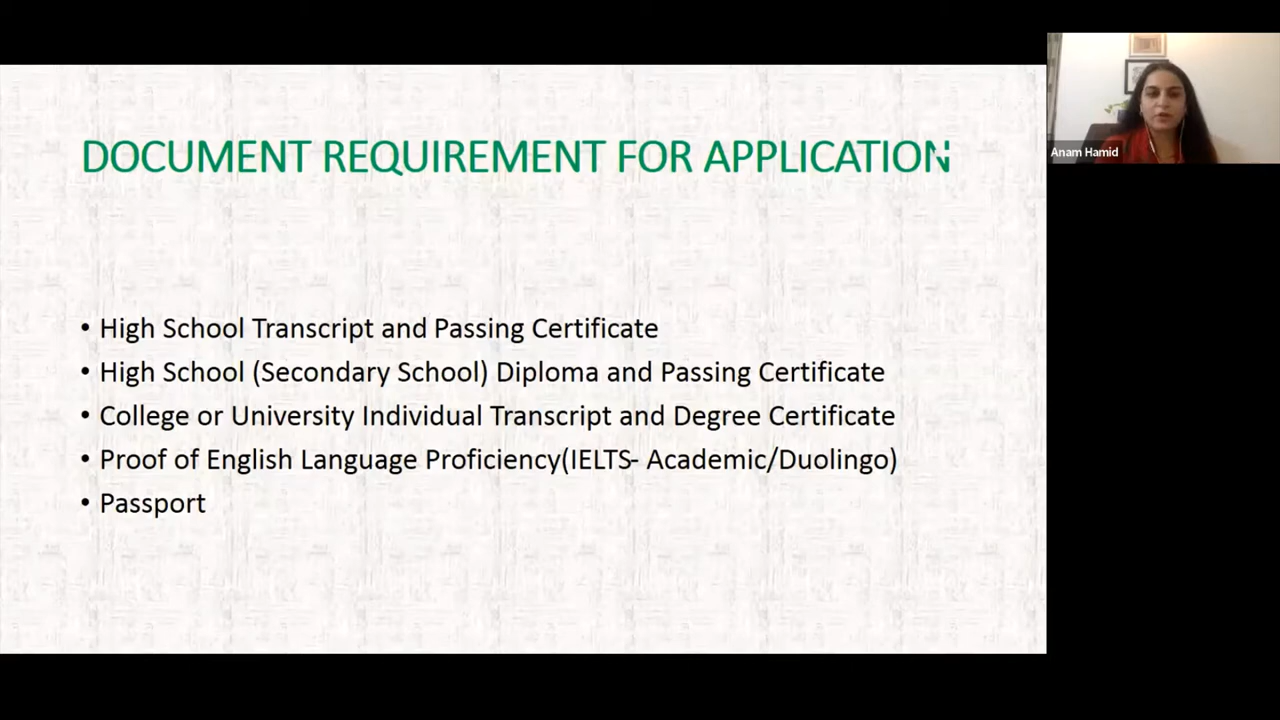 DOCUMENT REQUIREMENT FOR APPLICATION
• High School Transcript and Passing Certificate
• High School (Secondary School) Diploma and Passing Certificate
• College or University Individual Transcript and Degree Certificate
• Proof of English Language Proficiency(IELTS- Academic/Duolingo)
• Passport
Anam Hamid